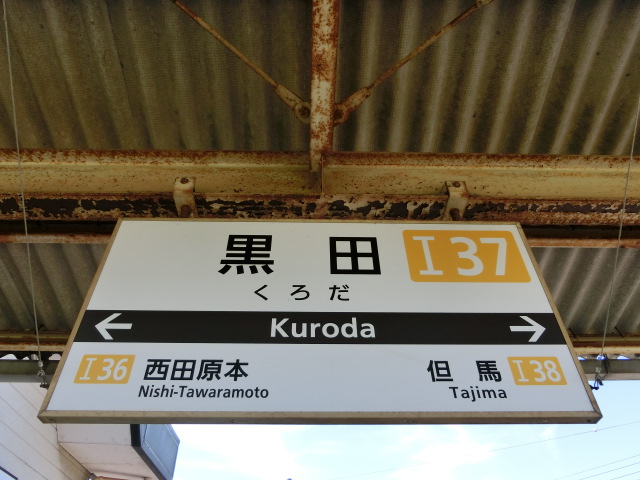 黒田 I37
くろだ
← Kuroda →
I36 西田原本
Nishi-Tawaramoto
但馬 I38
Tajima